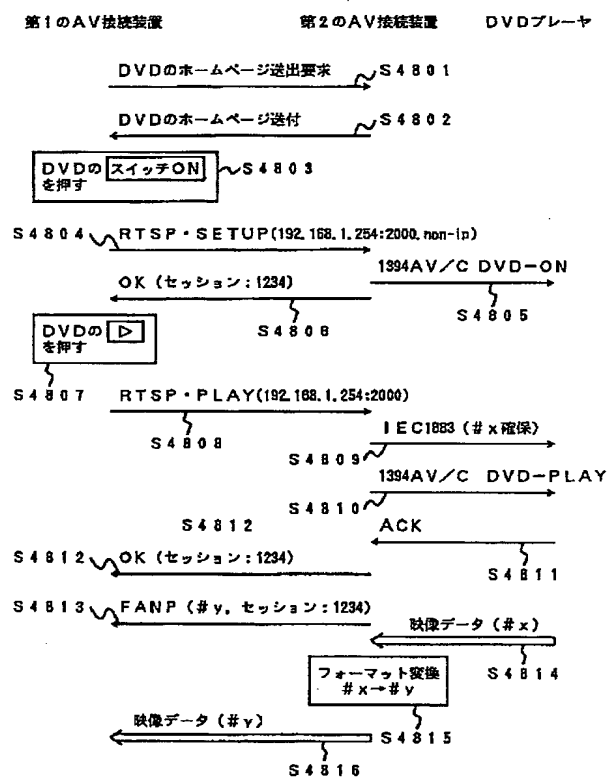 第1のAV接続装置 第2のAV接続装置 DVDプレーヤ
DVDのホームページ送出要求 S4801
DVDのホームページ送付 S4802
DVDの スイッチON S4803
を押す
S4804 RTSP・SETUP(192.168.1.254:2000,non-ip)
1394AV/C DVD-ON
OK(セッション:1234)
S4805
S4806
DVDの ▷
を押す
S4807 RTSP・PLAY(192.168.1.254:2000)
S4808
IEC1883(#x確保)
S4809
1394AV/C DVD-PLAY
S4810
S4812 ACK
S4812 OK(セッション:1234)
S4811
S4813 FANP(#y,セッション:1234)
映像データ(#x)
フォーマット変換 S4814
#x→#y
映像データ(#y) S4815
S4816